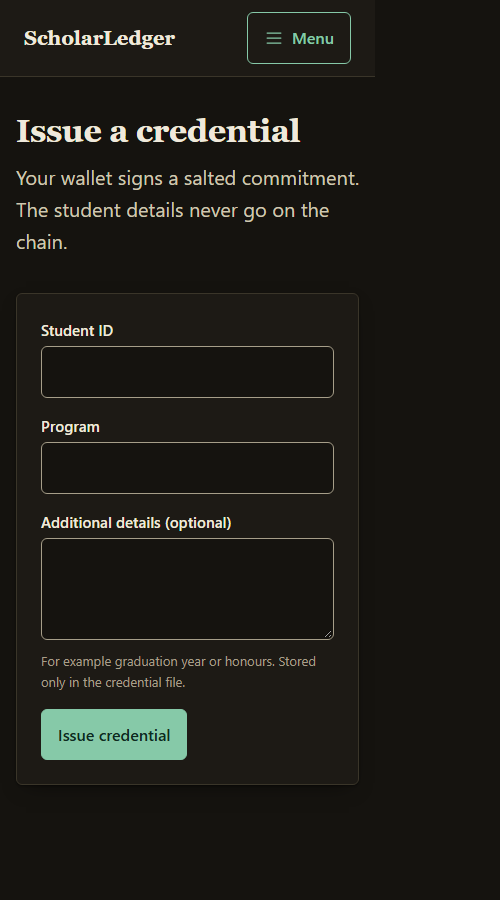 ScholarLedger
Menu
Issue a credential
Your wallet signs a salted commitment.
The student details never go on the
chain.
Student ID
Program
Additional details (optional)
For example graduation year or honours. Stored
only in the credential file.
Issue credential